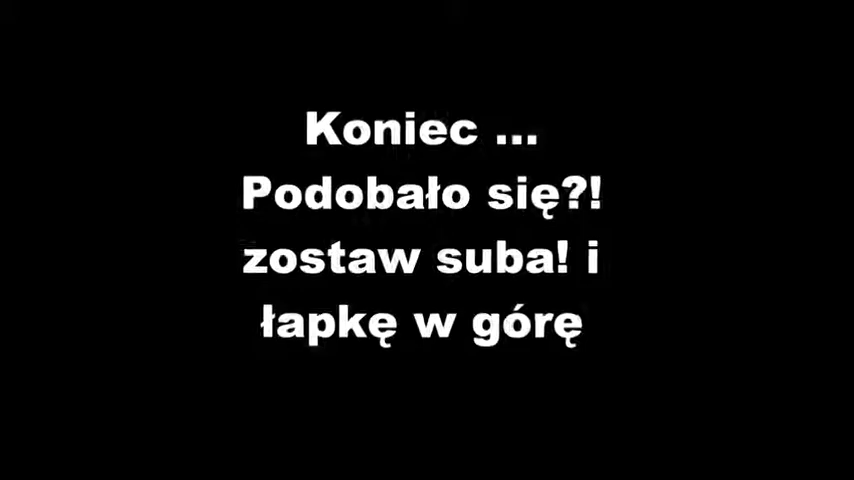 Koniec ...
Podobało się?!
zostaw suba! i
łapkę w górę